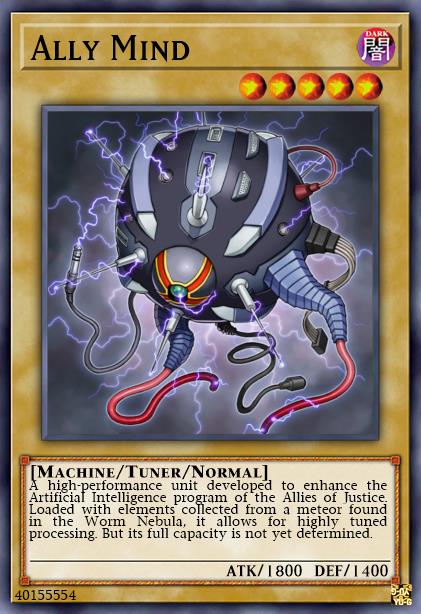 ALLY MIND
DARK
闇
[MACHINE/TUNER/NORMAL]
A high-performance unit developed to enhance the
Artificial Intelligence program of the Allies of Justice.
Loaded with elements collected from a meteor found
in the Worm Nebula, it allows for highly tuned
processing. But its full capacity is not yet determined.
ATK/1800 DEF/1400
40155554